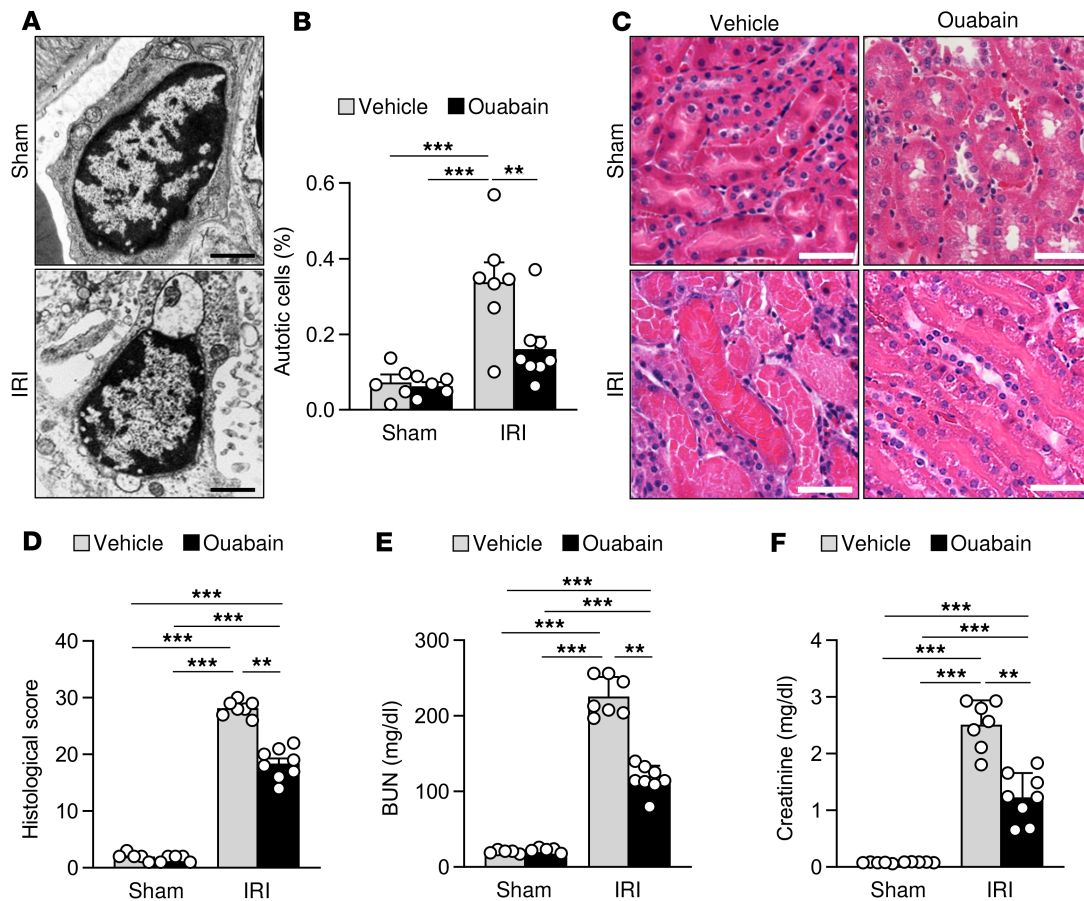 A
B
C
Vehicle
Ouabain
Sham
IRI
Vehicle
Ouabain
***
***
**
Autotic cells (%)
0.6
0.4
0.2
0.0
Sham
IRI
Sham
IRI
D
Vehicle
Ouabain
***
***
***
***
**
Histological score
40
30
20
10
0
Sham
IRI
E
Vehicle
Ouabain
***
***
***
***
**
BUN (mg/dl)
300
200
100
0
Sham
IRI
F
Vehicle
Ouabain
***
***
***
***
**
Creatinine (mg/dl)
4
3
2
1
0
Sham
IRI